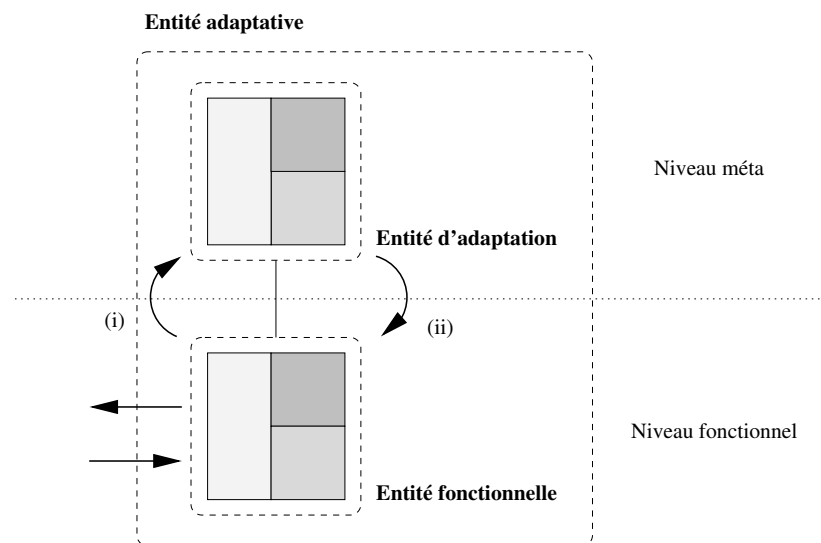 Entité adaptative
Niveau méta
Entité d'adaptation
(i)
(ii)
Niveau fonctionnel
Entité fonctionnelle